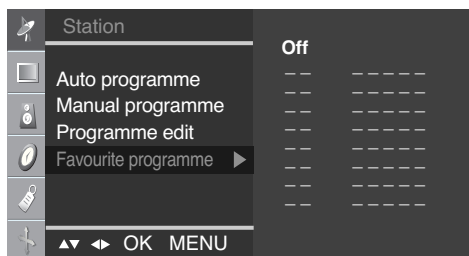 Station
Auto programme
Manual programme
Programme edit
Favourite programme ▶
▲▼ ◀▶ OK MENU
Off
– – – – – – –
– – – – – – –
– – – – – – –
– – – – – – –
– – – – – – –
– – – – – – –
– – – – – – –
– – – – – – –